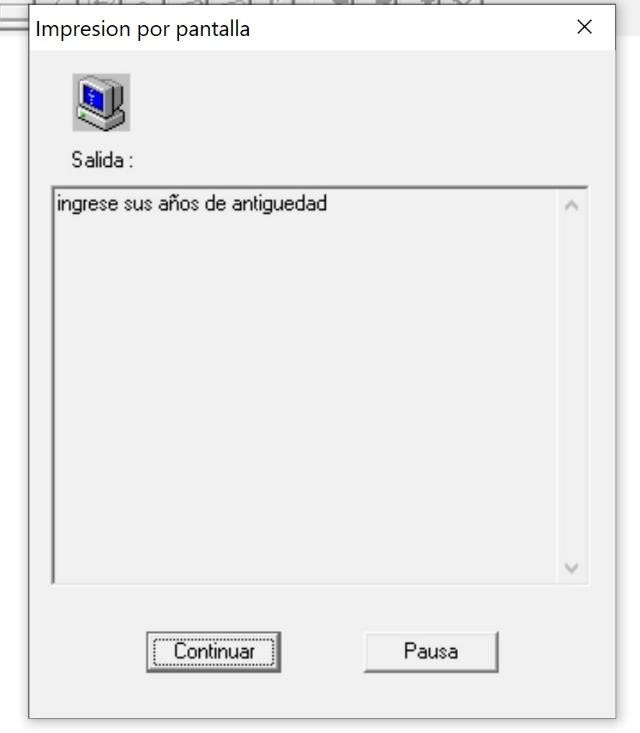 Impresion por pantalla
Salida :
ingrese sus años de antiguedad
Continuar
Pausa